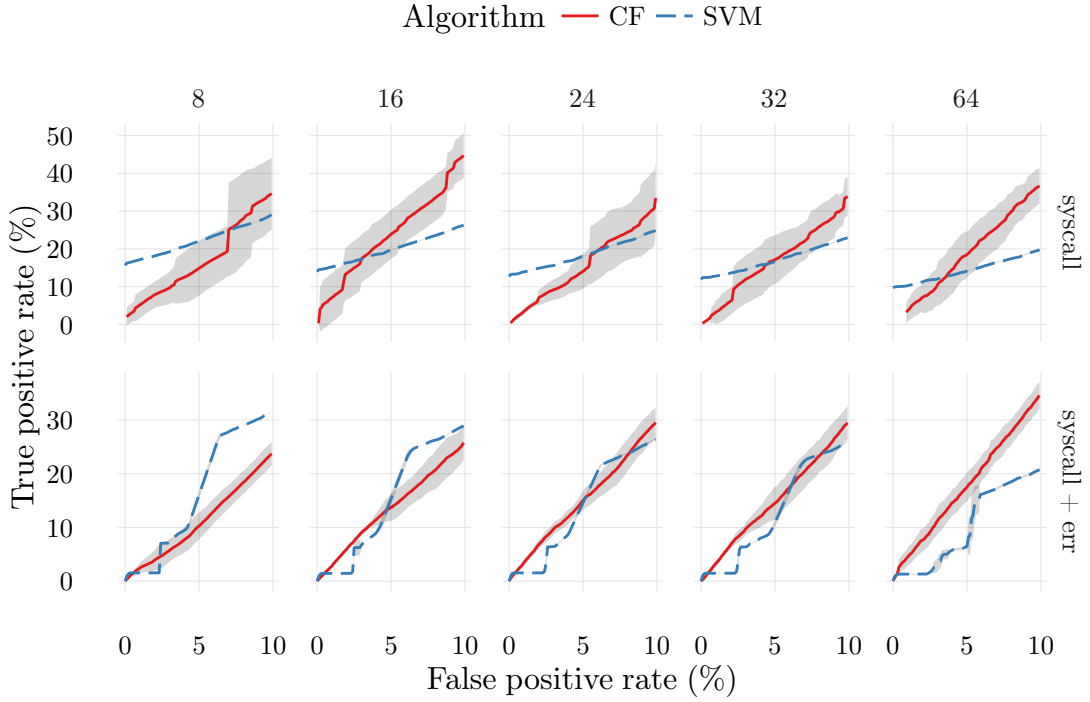 Algorithm CF SVM
8 16 24 32 64
True positive rate (%)
50
40
30
20
10
0
syscall
30
20
10
0
syscall + err
0 5 10 0 5 10 0 5 10 0 5 10 0 5 10
False positive rate (%)